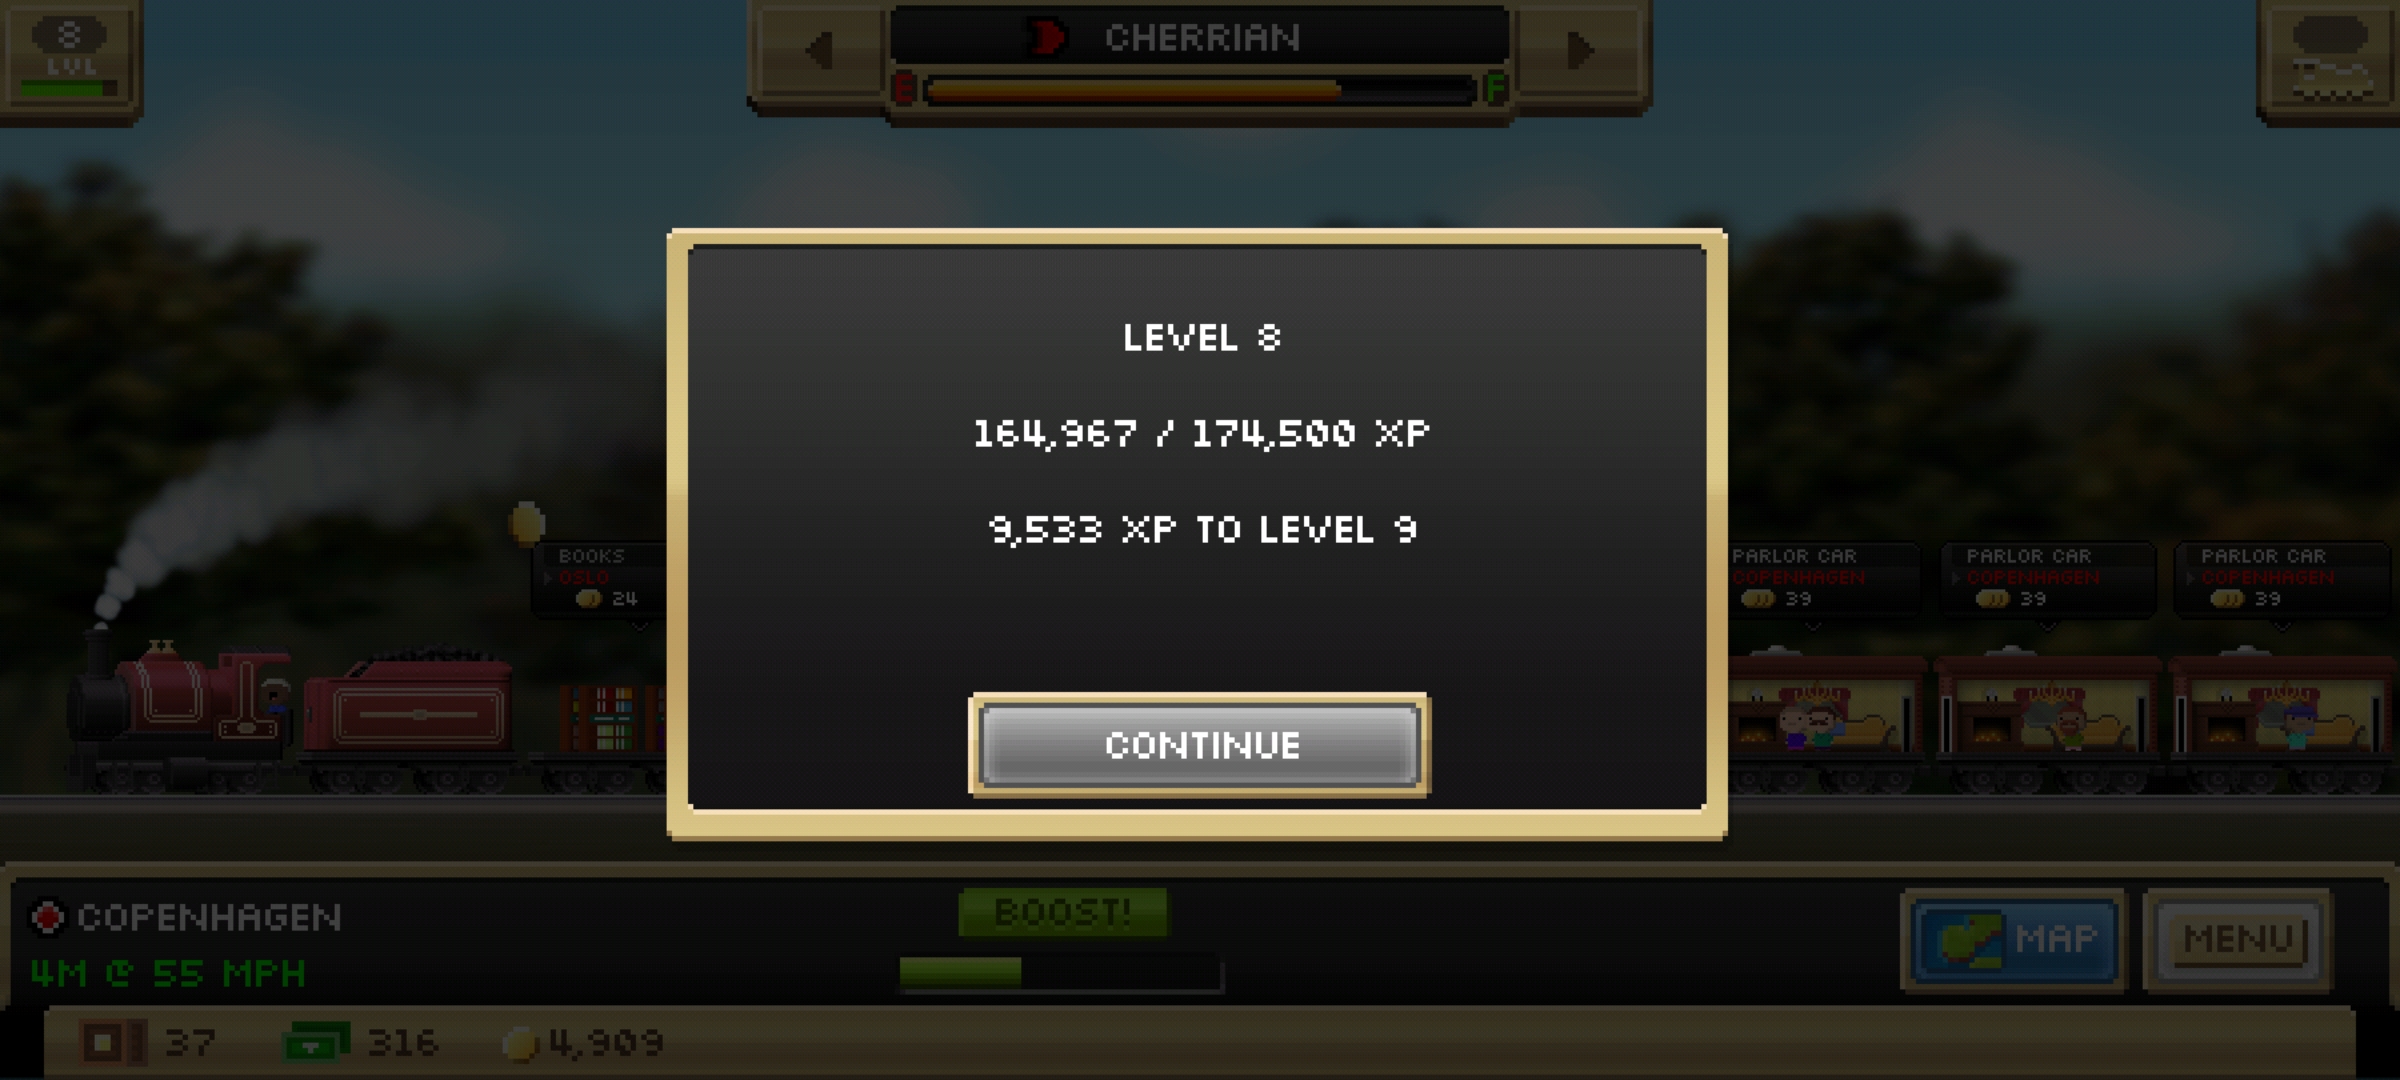 8
LVL
CHERRIAN
E F
LEVEL 8
164,967 / 174,500 XP
9,533 XP TO LEVEL 9
CONTINUE
BOOKS
OSLO
24
PARLOR CAR
COPENHAGEN
39
PARLOR CAR
COPENHAGEN
39
PARLOR CAR
COPENHAGEN
39
COPENHAGEN
4M @ 55 MPH
BOOST!
MAP
MENU
37 316 4,909